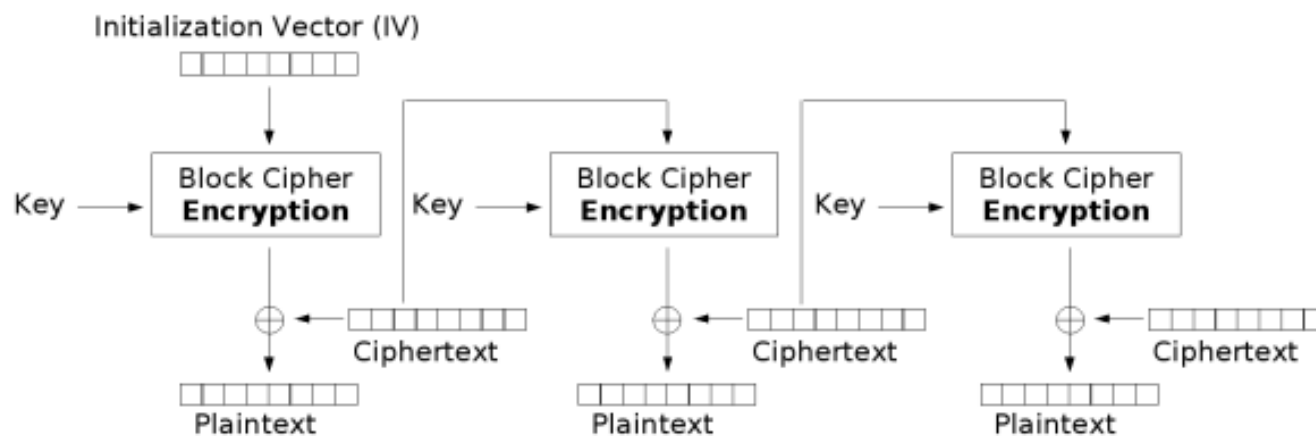 Initialization Vector (IV)
Key
Block Cipher
Encryption
Key
Block Cipher
Encryption
Key
Block Cipher
Encryption
Ciphertext
Ciphertext
Ciphertext
Plaintext
Plaintext
Plaintext